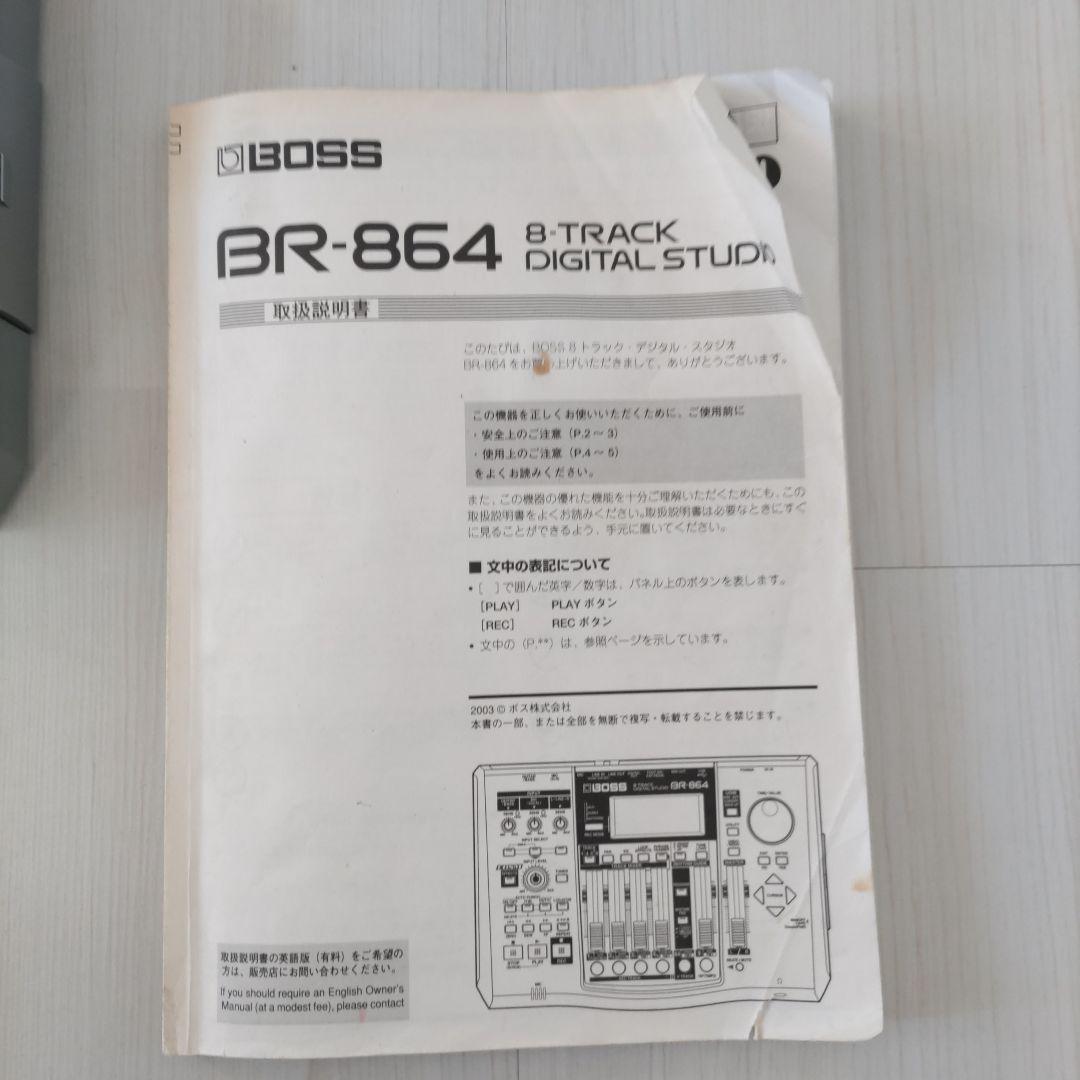 BOSS
BR-864
8-TRACK
DIGITAL STUDIO
取扱説明書
このたびは、BOSS 8 トラック・デジタル・スタジオ
BR-864 をお買い上げいただきまして、ありがとうございます。
この機器を正しくお使いいただくために、ご使用前に
・安全上のご注意（P.2～3）
・使用上のご注意（P.4～5）
をよくお読みください。
また、この機器の優れた機能を十分ご理解いただくためにも、この
取扱説明書をよくお読みください。取扱説明書は必要なときにすぐ
に見ることができるよう、手元に置いてください。
■ 文中の表記について
• [ ] で囲んだ英字／数字は、パネル上のボタンを表します。
[PLAY] PLAY ボタン
[REC] REC ボタン
• 文中の（P.**）は、参照ページを示しています。
2003 © ボス株式会社
本書の一部、または全部を無断で複写・転載することを禁じます。
BOSS
8-TRACK
DIGITAL STUDIO
BR-864
取扱説明書の英語版（有料）をご希望の
方は、販売店にお問い合わせください。
If you should require an English Owner's
Manual (at a modest fee), please contact